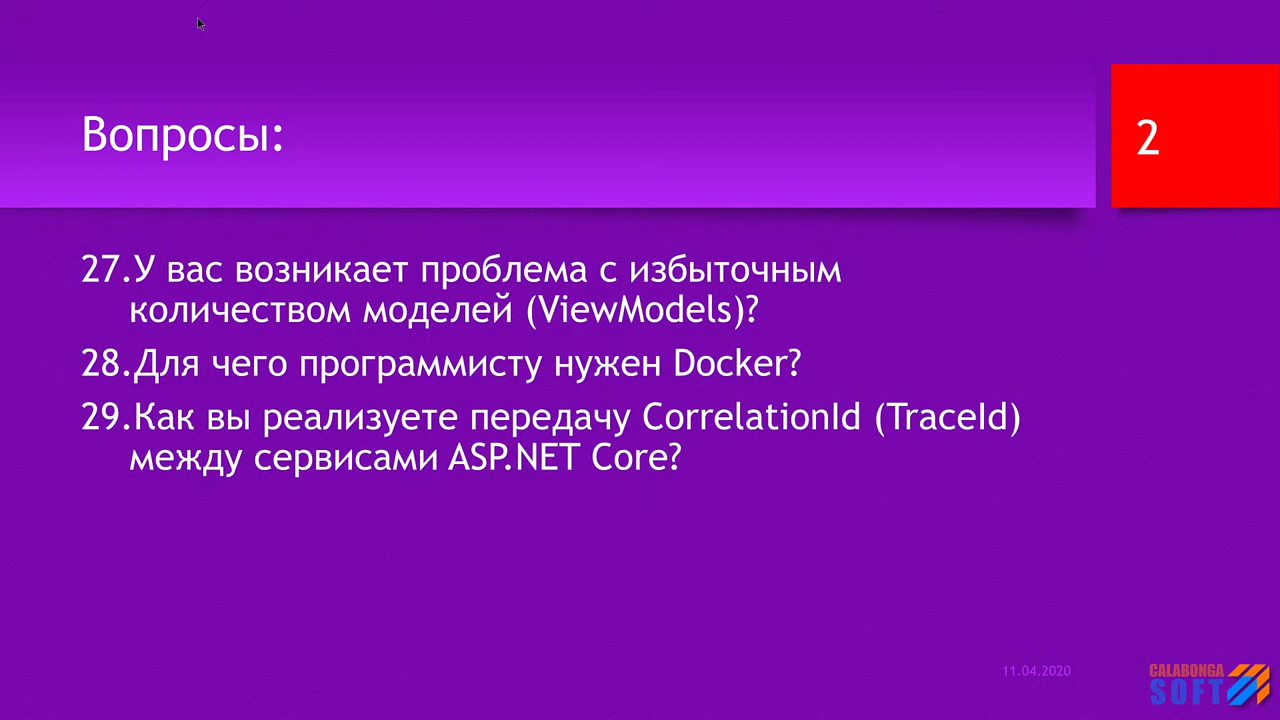 Вопросы:
2
27.У вас возникает проблема с избыточным
количеством моделей (ViewModels)?
28.Для чего программисту нужен Docker?
29.Как вы реализуете передачу CorrelationId (TraceId)
между сервисами ASP.NET Core?
11.04.2020
CALABONGA
SOFT